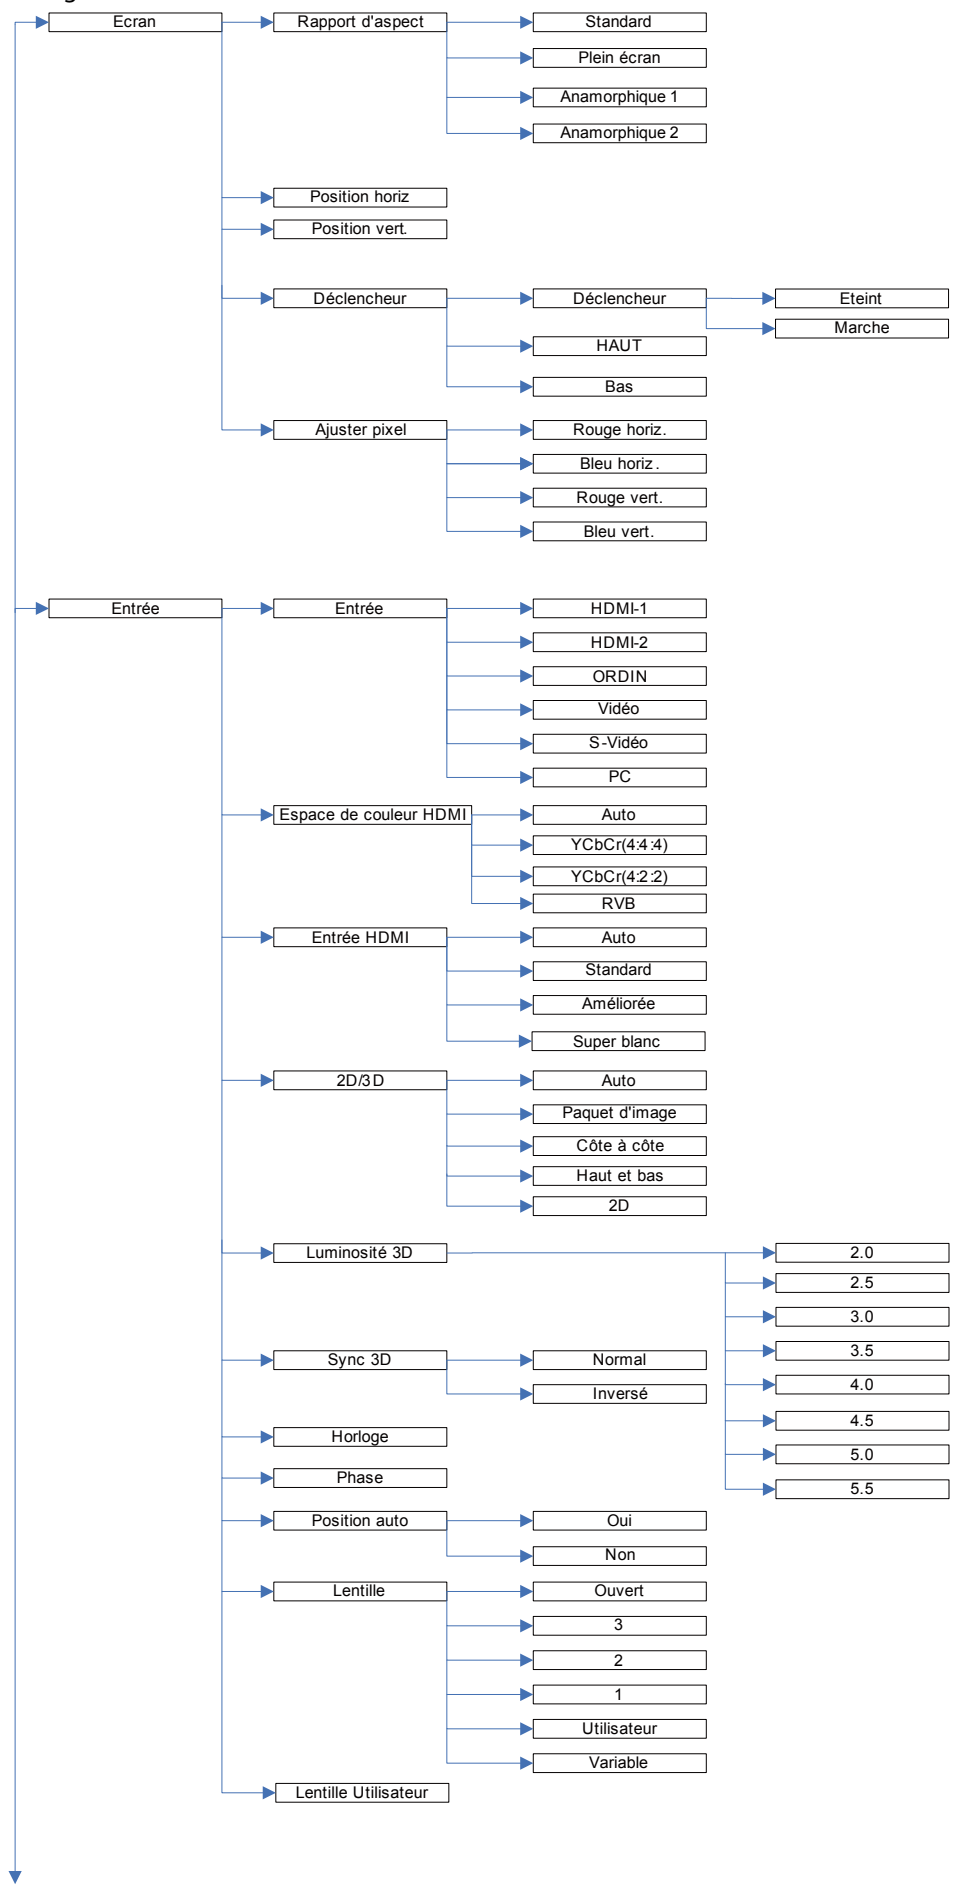 Ecran
Rapport d'aspect
Standard
Plein écran
Anamorphique 1
Anamorphique 2
Position horiz
Position vert.
Déclencheur
Déclencheur
Eteint
Marche
HAUT
Bas
Ajuster pixel
Rouge horiz.
Bleu horiz.
Rouge vert.
Bleu vert.
Entrée
Entrée
HDMI-1
HDMI-2
ORDIN
Vidéo
S-Vidéo
PC
Espace de couleur HDMI
Auto
YCbCr(4:4:4)
YCbCr(4:2:2)
RVB
Entrée HDMI
Auto
Standard
Améliorée
Super blanc
2D/3D
Auto
Paquet d'image
Côte à côte
Haut et bas
2D
Luminosité 3D
2.0
2.5
3.0
3.5
4.0
4.5
5.0
5.5
Sync 3D
Normal
Inversé
Horloge
Phase
Position auto
Oui
Non
Lentille
Ouvert
3
2
1
Utilisateur
Variable
Lentille Utilisateur